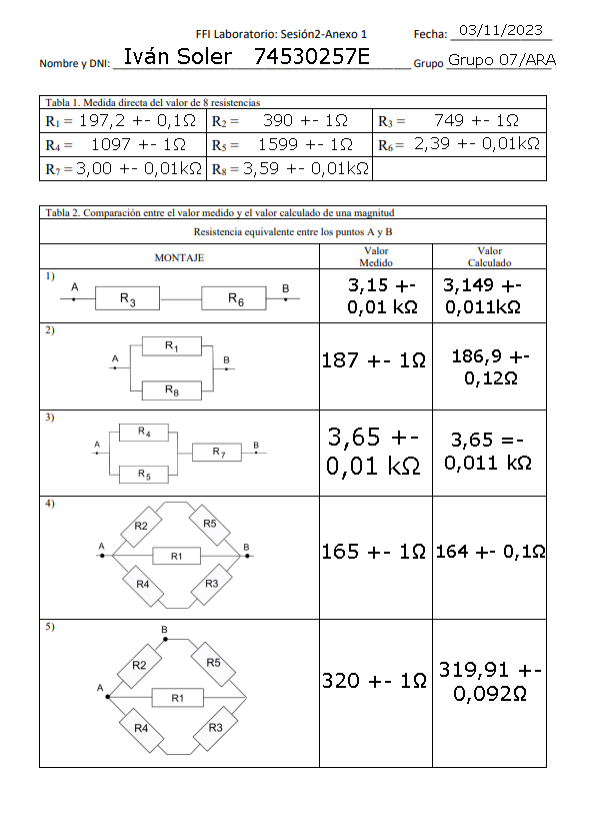 FFI Laboratorio: Sesión2-Anexo 1 Fecha: 03/11/2023
Nombre y DNI: Iván Soler 74530257E Grupo Grupo 07/ARA
Tabla 1. Medida directa del valor de 8 resistencias
R1 = 197,2 +- 0,1Ω R2 = 390 +- 1Ω R3 = 749 +- 1Ω
R4 = 1097 +- 1Ω R5 = 1599 +- 1Ω R6 = 2,39 +- 0,01kΩ
R7 = 3,00 +- 0,01kΩ R8 = 3,59 +- 0,01kΩ
Tabla 2. Comparación entre el valor medido y el valor calculado de una magnitud
Resistencia equivalente entre los puntos A y B
MONTAJE
Valor
Medido
Valor
Calculado
1)
A
R3
R6
B
3,15 +-
0,01 kΩ
3,149 +-
0,011kΩ
2)
R1
A
B
R8
187 +- 1Ω
186,9 +-
0,12Ω
3)
R4
A
R7
B
R5
3,65 +-
0,01 kΩ
3,65 =-
0,011 kΩ
4)
R2
R5
A
R1
B
R4
R3
165 +- 1Ω
164 +- 0,1Ω
5)
B
R2
R5
A
R1
R4
R3
320 +- 1Ω
319,91 +-
0,092Ω